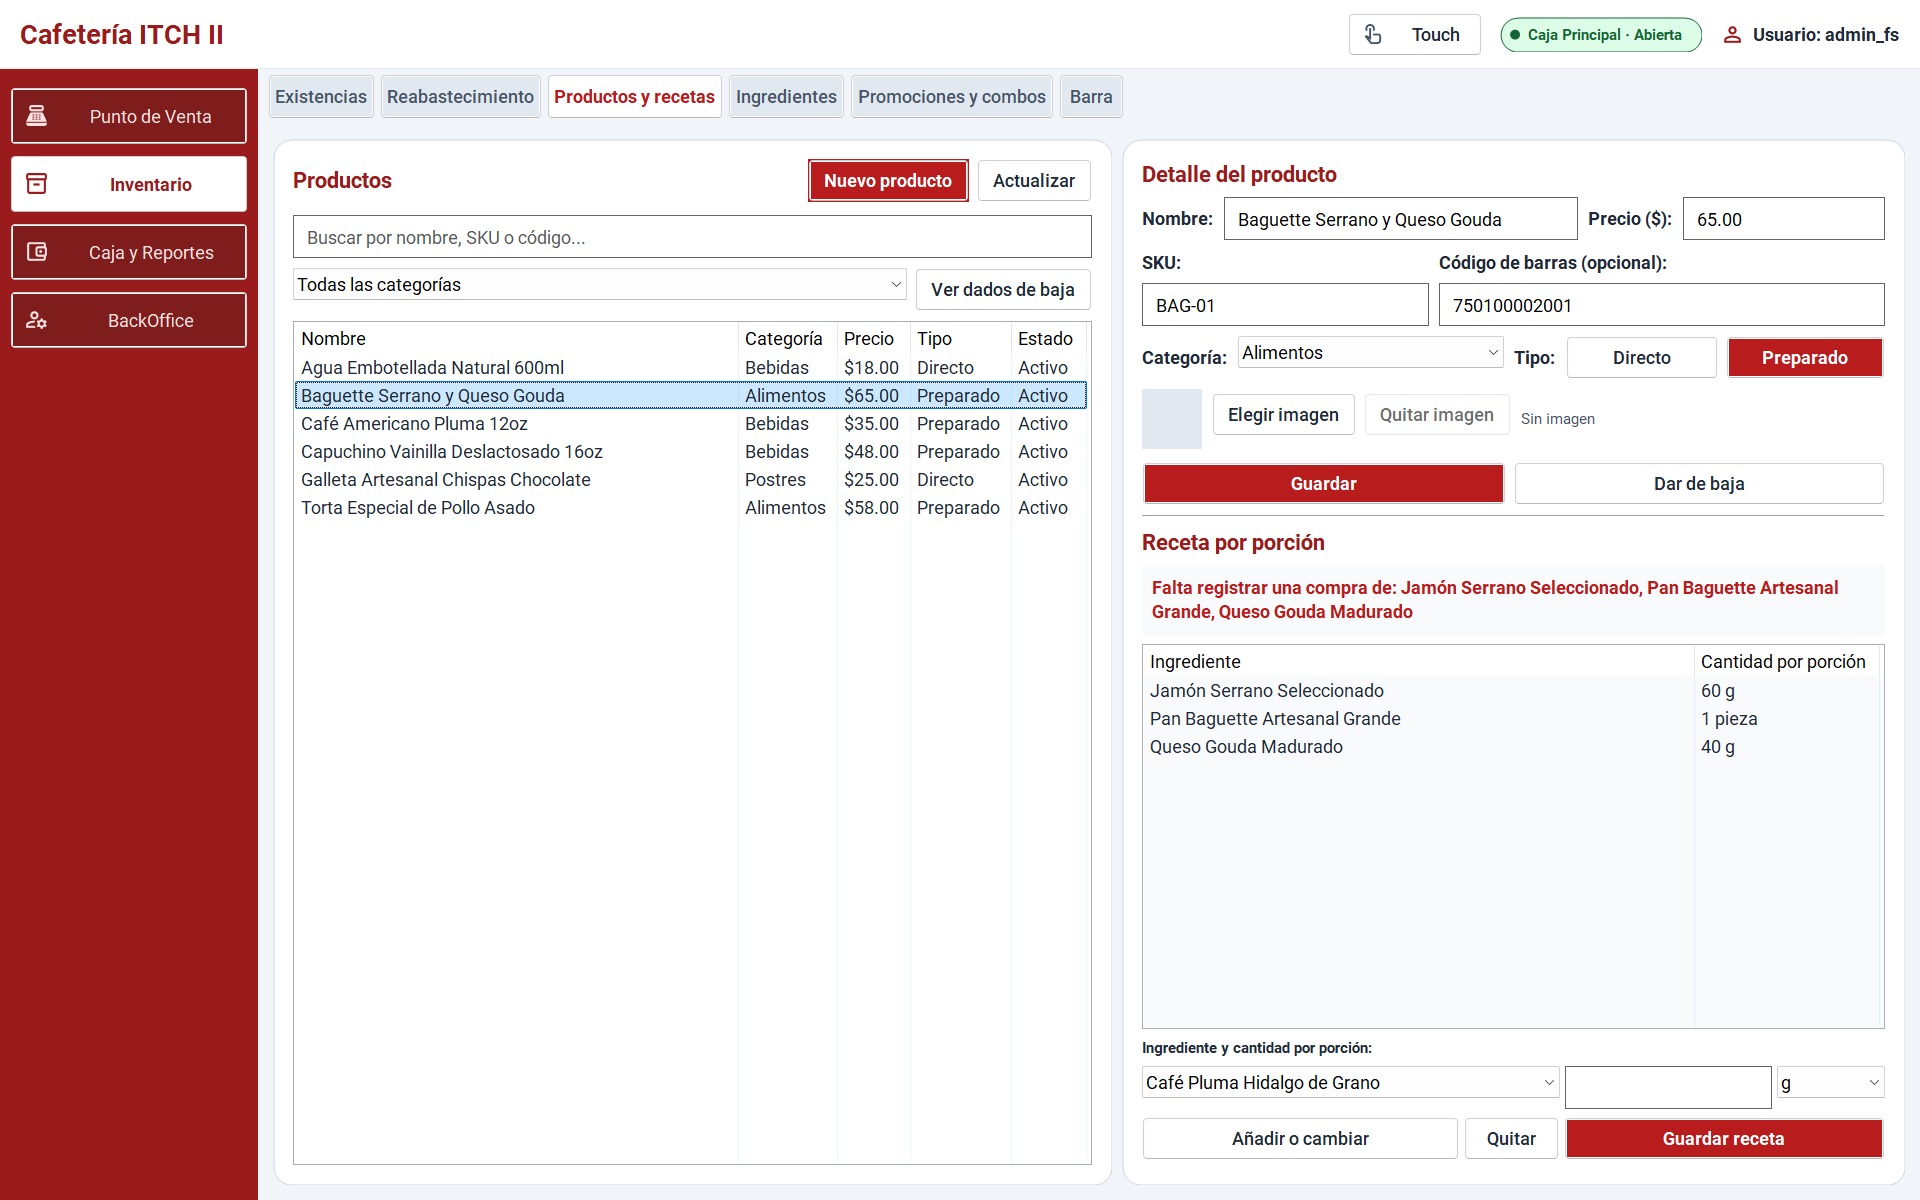 Cafetería ITCH II
Touch
Caja Principal · Abierta
Usuario: admin_fs
Punto de Venta
Inventario
Caja y Reportes
BackOffice
Existencias
Reabastecimiento
Productos y recetas
Ingredientes
Promociones y combos
Barra
Productos
Nuevo producto
Actualizar
Buscar por nombre, SKU o código...
Todas las categorías
Ver dados de baja
Nombre Categoría Precio Tipo Estado
Agua Embotellada Natural 600ml Bebidas $18.00 Directo Activo
Baguette Serrano y Queso Gouda Alimentos $65.00 Preparado Activo
Café Americano Pluma 12oz Bebidas $35.00 Preparado Activo
Capuchino Vainilla Deslactosado 16oz Bebidas $48.00 Preparado Activo
Galleta Artesanal Chispas Chocolate Postres $25.00 Directo Activo
Torta Especial de Pollo Asado Alimentos $58.00 Preparado Activo
Detalle del producto
Nombre: Baguette Serrano y Queso Gouda Precio ($): 65.00
SKU: Código de barras (opcional):
BAG-01 750100002001
Categoría: Alimentos Tipo: Directo Preparado
Elegir imagen Quitar imagen Sin imagen
Guardar Dar de baja
Receta por porción
Falta registrar una compra de: Jamón Serrano Seleccionado, Pan Baguette Artesanal
Grande, Queso Gouda Madurado
Ingrediente Cantidad por porción
Jamón Serrano Seleccionado 60 g
Pan Baguette Artesanal Grande 1 pieza
Queso Gouda Madurado 40 g
Ingrediente y cantidad por porción:
Café Pluma Hidalgo de Grano g
Añadir o cambiar Quitar Guardar receta